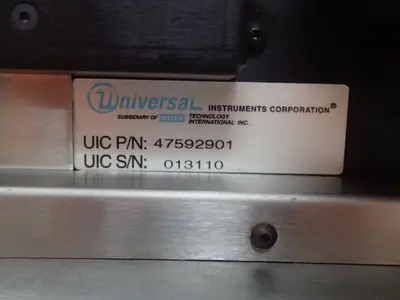 Universal INSTRUMENTS CORPORATION®
SUBSIDIARY OF DOVER TECHNOLOGY
INTERNATIONAL INC.
UIC P/N: 47592901
UIC S/N: 013110